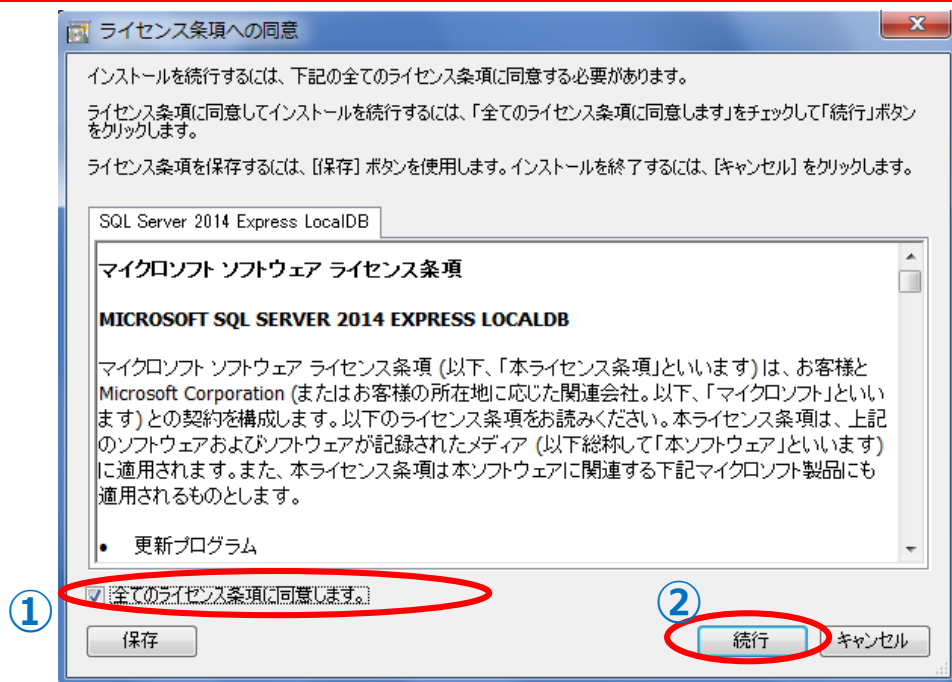 ライセンス条項への同意
インストールを続行するには、下記の全てのライセンス条項に同意する必要があります。
ライセンス条項に同意してインストールを続行するには、「全てのライセンス条項に同意します」をチェックして「続行」ボタン
をクリックします。
ライセンス条項を保存するには、[保存] ボタンを使用します。インストールを終了するには、[キャンセル] をクリックします。
SQL Server 2014 Express LocalDB
マイクロソフト ソフトウェア ライセンス条項
MICROSOFT SQL SERVER 2014 EXPRESS LOCALDB
マイクロソフト ソフトウェア ライセンス条項 (以下、「本ライセンス条項」といいます) は、お客様と
Microsoft Corporation (またはお客様の所在地に応じた関連会社。以下、「マイクロソフト」といい
ます) との契約を構成します。以下のライセンス条項をお読みください。本ライセンス条項は、上記
のソフトウェアおよびソフトウェアが記録されたメディア (以下総称して「本ソフトウェア」といいます)
に適用されます。また、本ライセンス条項は本ソフトウェアに関連する下記マイクロソフト製品にも
適用されるものとします。
• 更新プログラム
① 全てのライセンス条項に同意します。
②
保存 続行 キャンセル